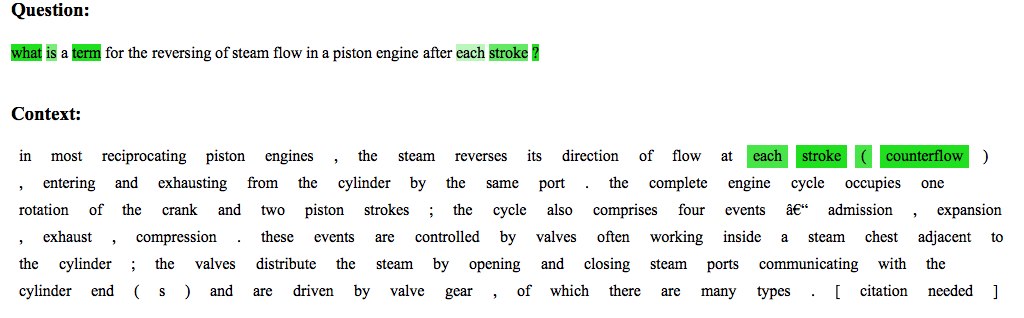 Question:
what is a term for the reversing of steam flow in a piston engine after each stroke ?
Context:
in most reciprocating piston engines , the steam reverses its direction of flow at each stroke ( counterflow )
, entering and exhausting from the cylinder by the same port . the complete engine cycle occupies one
rotation of the crank and two piston strokes ; the cycle also comprises four events â€“ admission , expansion
, exhaust , compression . these events are controlled by valves often working inside a steam chest adjacent to
the cylinder ; the valves distribute the steam by opening and closing steam ports communicating with the
cylinder end ( s ) and are driven by valve gear , of which there are many types . [ citation needed ]